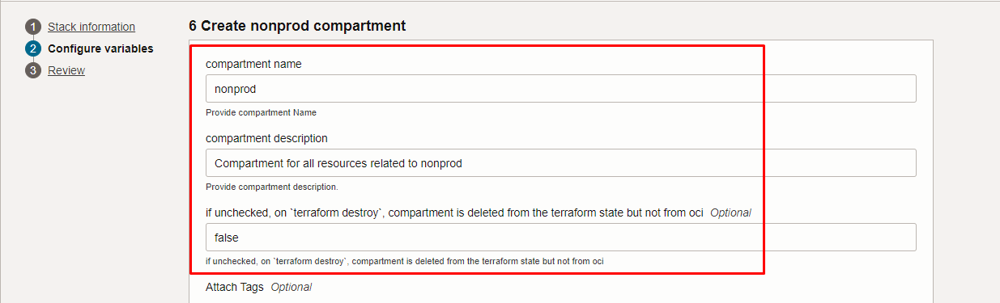 1 Stack information
2 Configure variables
3 Review
6 Create nonprod compartment
compartment name
nonprod
Provide compartment Name
compartment description
Compartment for all resources related to nonprod
Provide compartment description.
if unchecked, on `terraform destroy`, compartment is deleted from the terraform state but not from oci Optional
false
if unchecked, on `terraform destroy`, compartment is deleted from the terraform state but not from oci
Attach Tags Optional